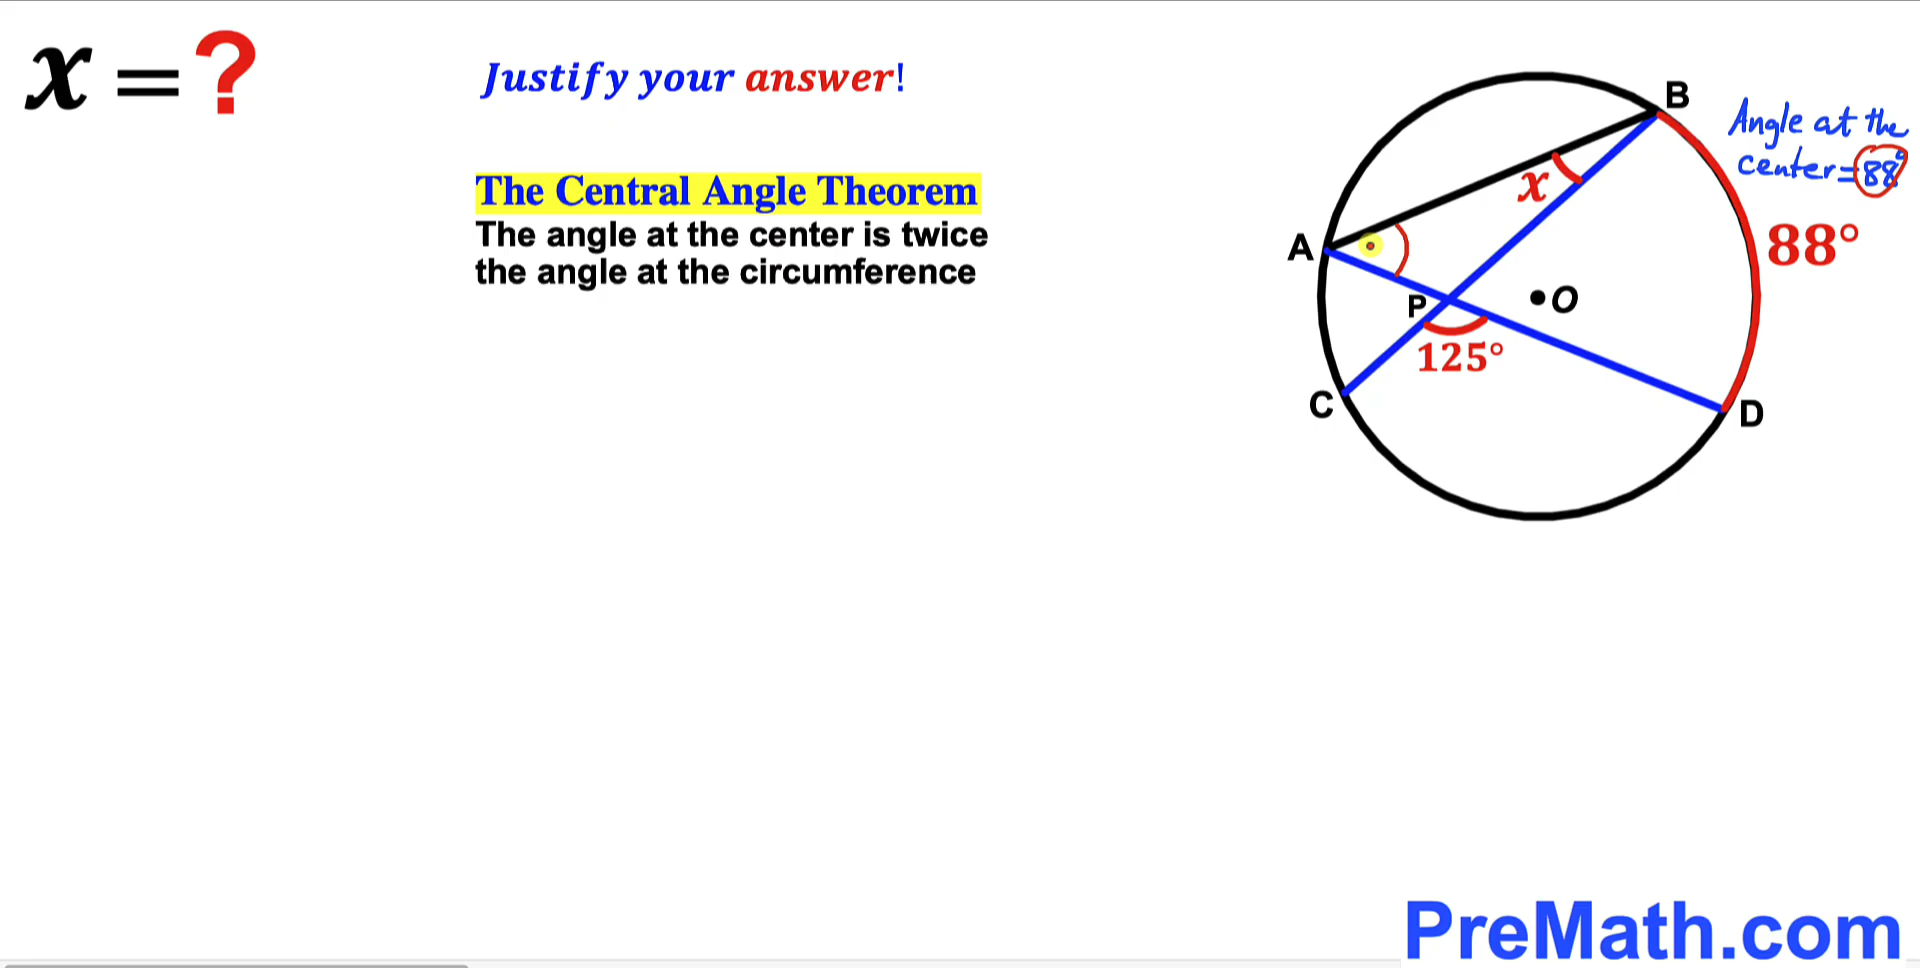 x = ?
Justify your answer!
The Central Angle Theorem
The angle at the center is twice
the angle at the circumference
B
Angle at the
center=88°
x
88°
A
P
O
125°
C
D
PreMath.com